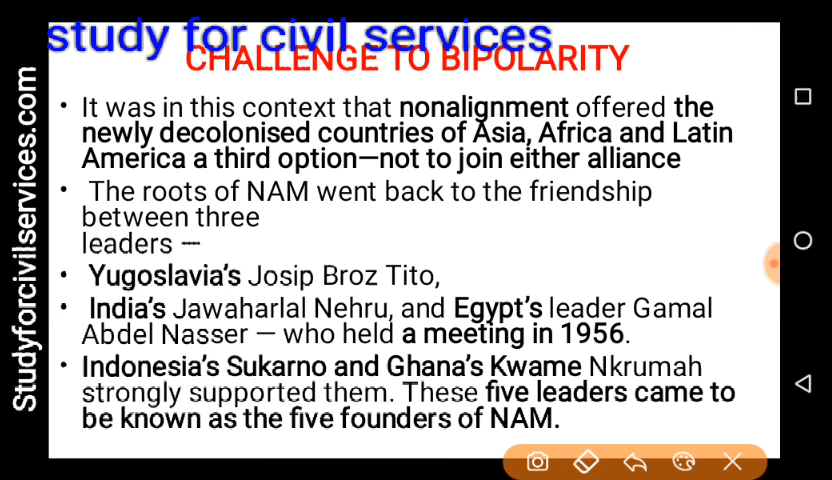 study for civil services
CHALLENGE TO BIPOLARITY
Studyforcivilservices.com
• It was in this context that nonalignment offered the
newly decolonised countries of Asia, Africa and Latin
America a third option—not to join either alliance
• The roots of NAM went back to the friendship
between three
leaders —
• Yugoslavia's Josip Broz Tito,
• India's Jawaharlal Nehru, and Egypt's leader Gamal
Abdel Nasser — who held a meeting in 1956.
• Indonesia's Sukarno and Ghana's Kwame Nkrumah
strongly supported them. These five leaders came to
be known as the five founders of NAM.